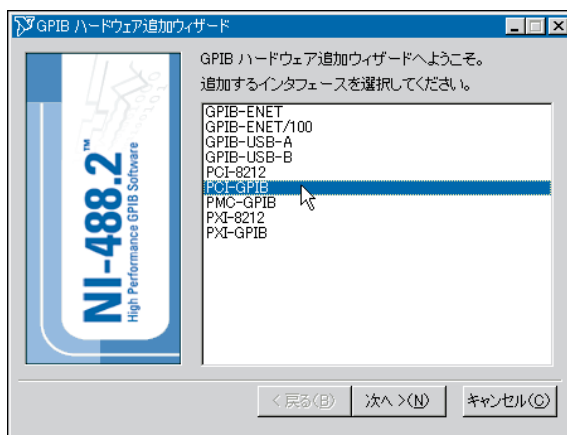 GPIB ハードウェア追加ウィザード
GPIB ハードウェア追加ウィザードへようこそ。
追加するインタフェースを選択してください。
GPIB-ENET
GPIB-ENET/100
GPIB-USB-A
GPIB-USB-B
PCI-8212
PCI-GPIB
PMC-GPIB
PXI-8212
PXI-GPIB
NI-488.2™
High Performance GPIB Software
< 戻る(B)
次へ >(N)
キャンセル(C)